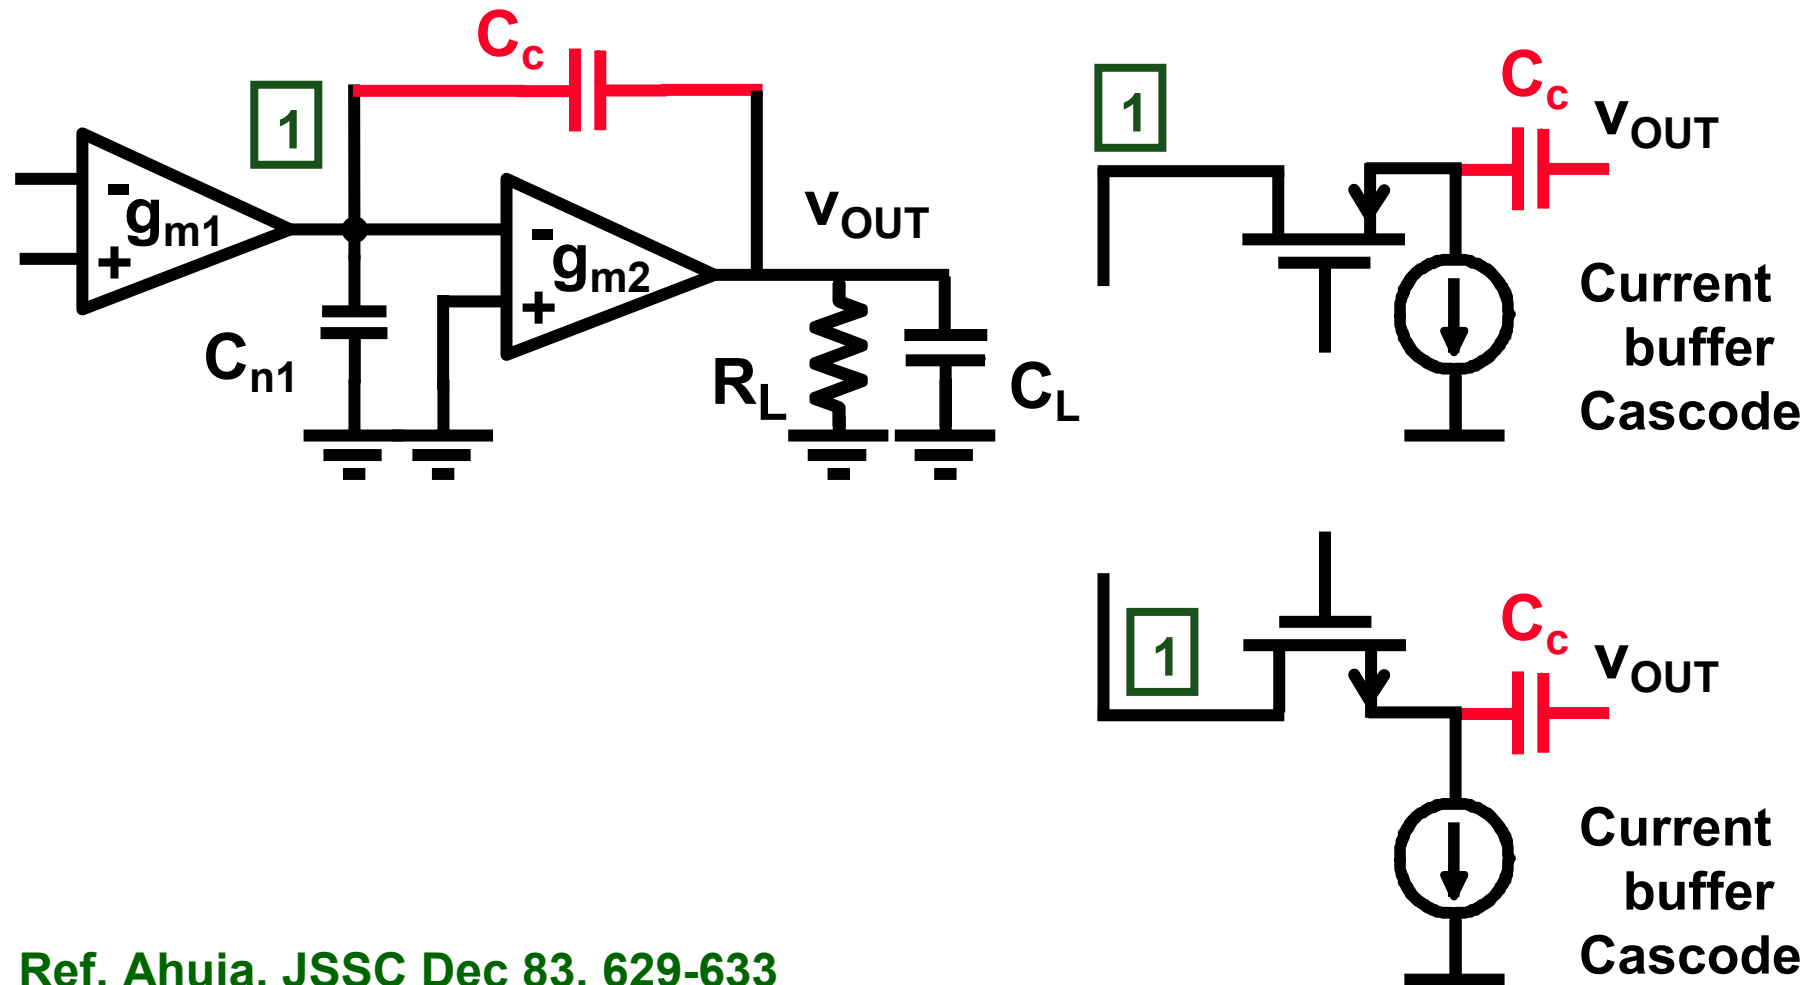 Cc
1
- gm1 +
Cn1
- gm2 +
vOUT
RL
CL
1
Cc
vOUT
Current
buffer
Cascode
1
Cc
vOUT
Current
buffer
Cascode
Ref. Ahuja, JSSC Dec 83, 629-633